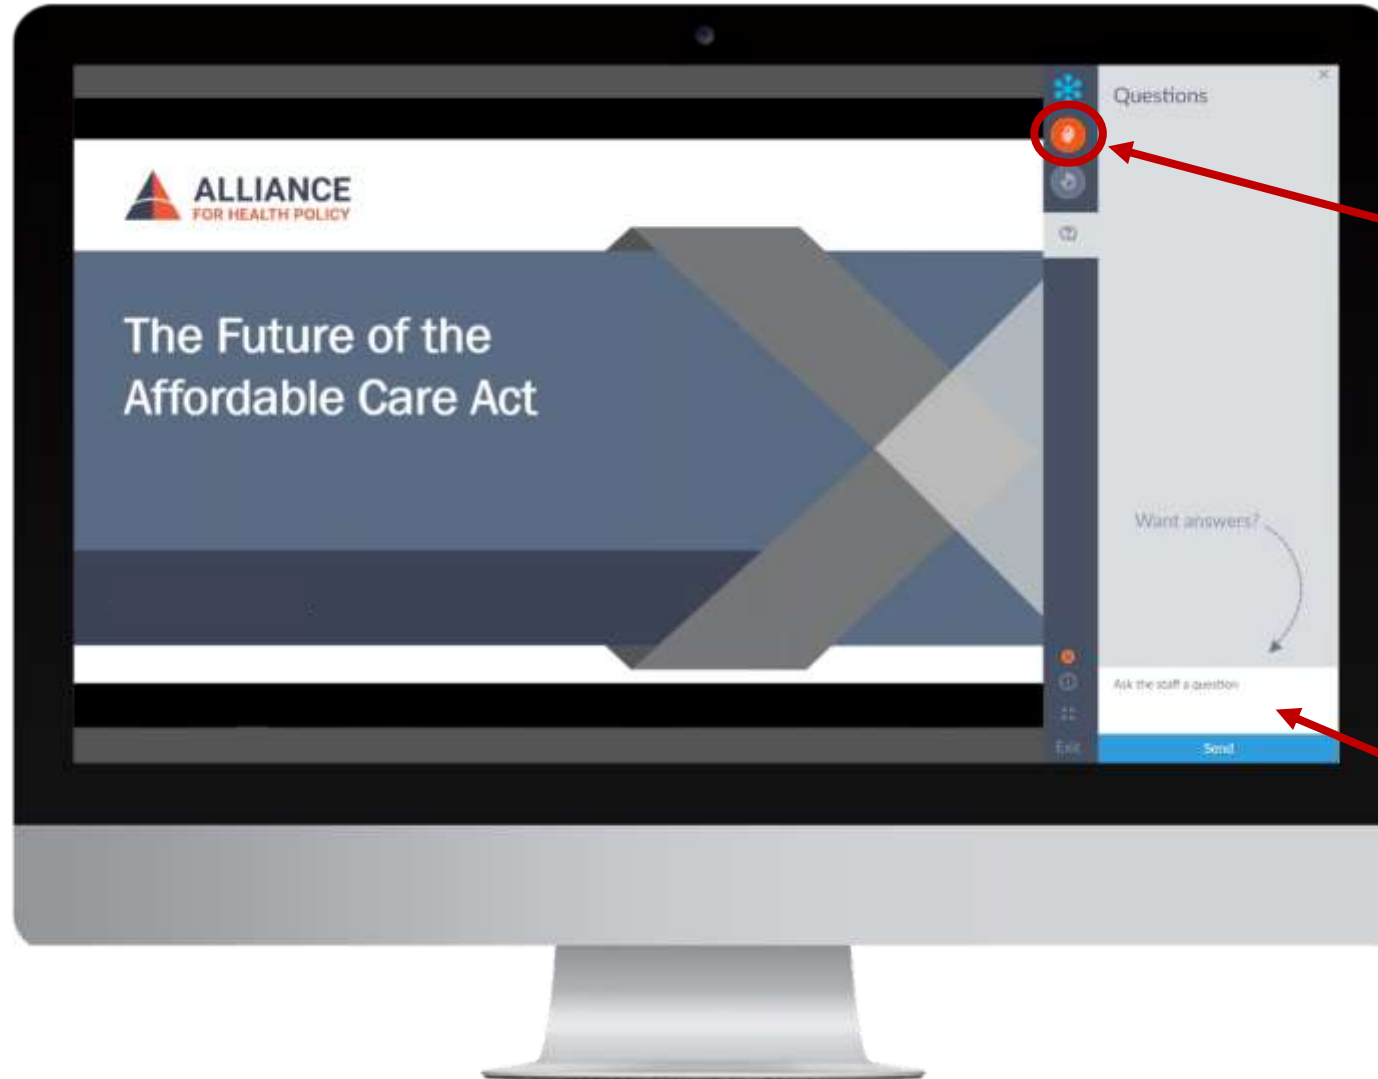 ALLIANCE
FOR HEALTH POLICY
The Future of the
Affordable Care Act
Questions
Want answers?
Ask the staff a question
Send
Exit